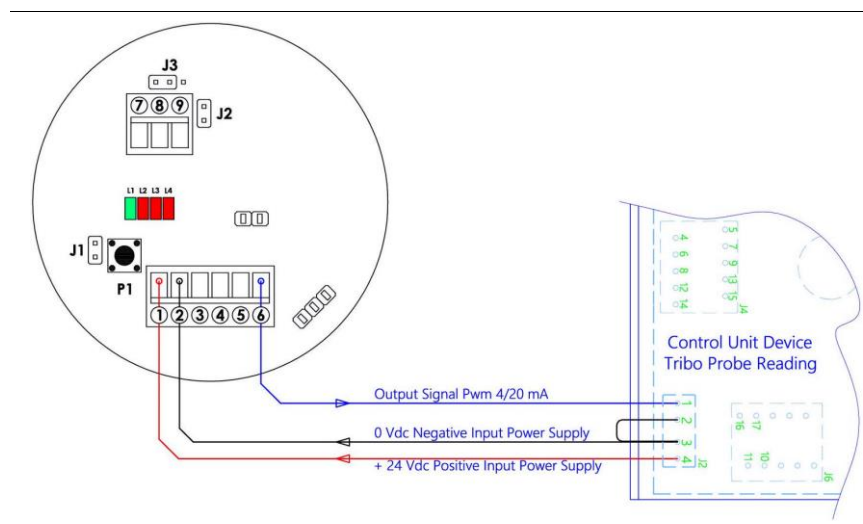 J3
7 8 9
J2
L1 L2 L3 L4
J1
P1
1 2 3 4 5 6
4 5
6 7
8 9
12 13
14 15
J4
Control Unit Device
Tribo Probe Reading
Output Signal Pwm 4/20 mA
1
2
0 Vdc Negative Input Power Supply
3
+ 24 Vdc Positive Input Power Supply
4
J2
16 17
11 10
J6